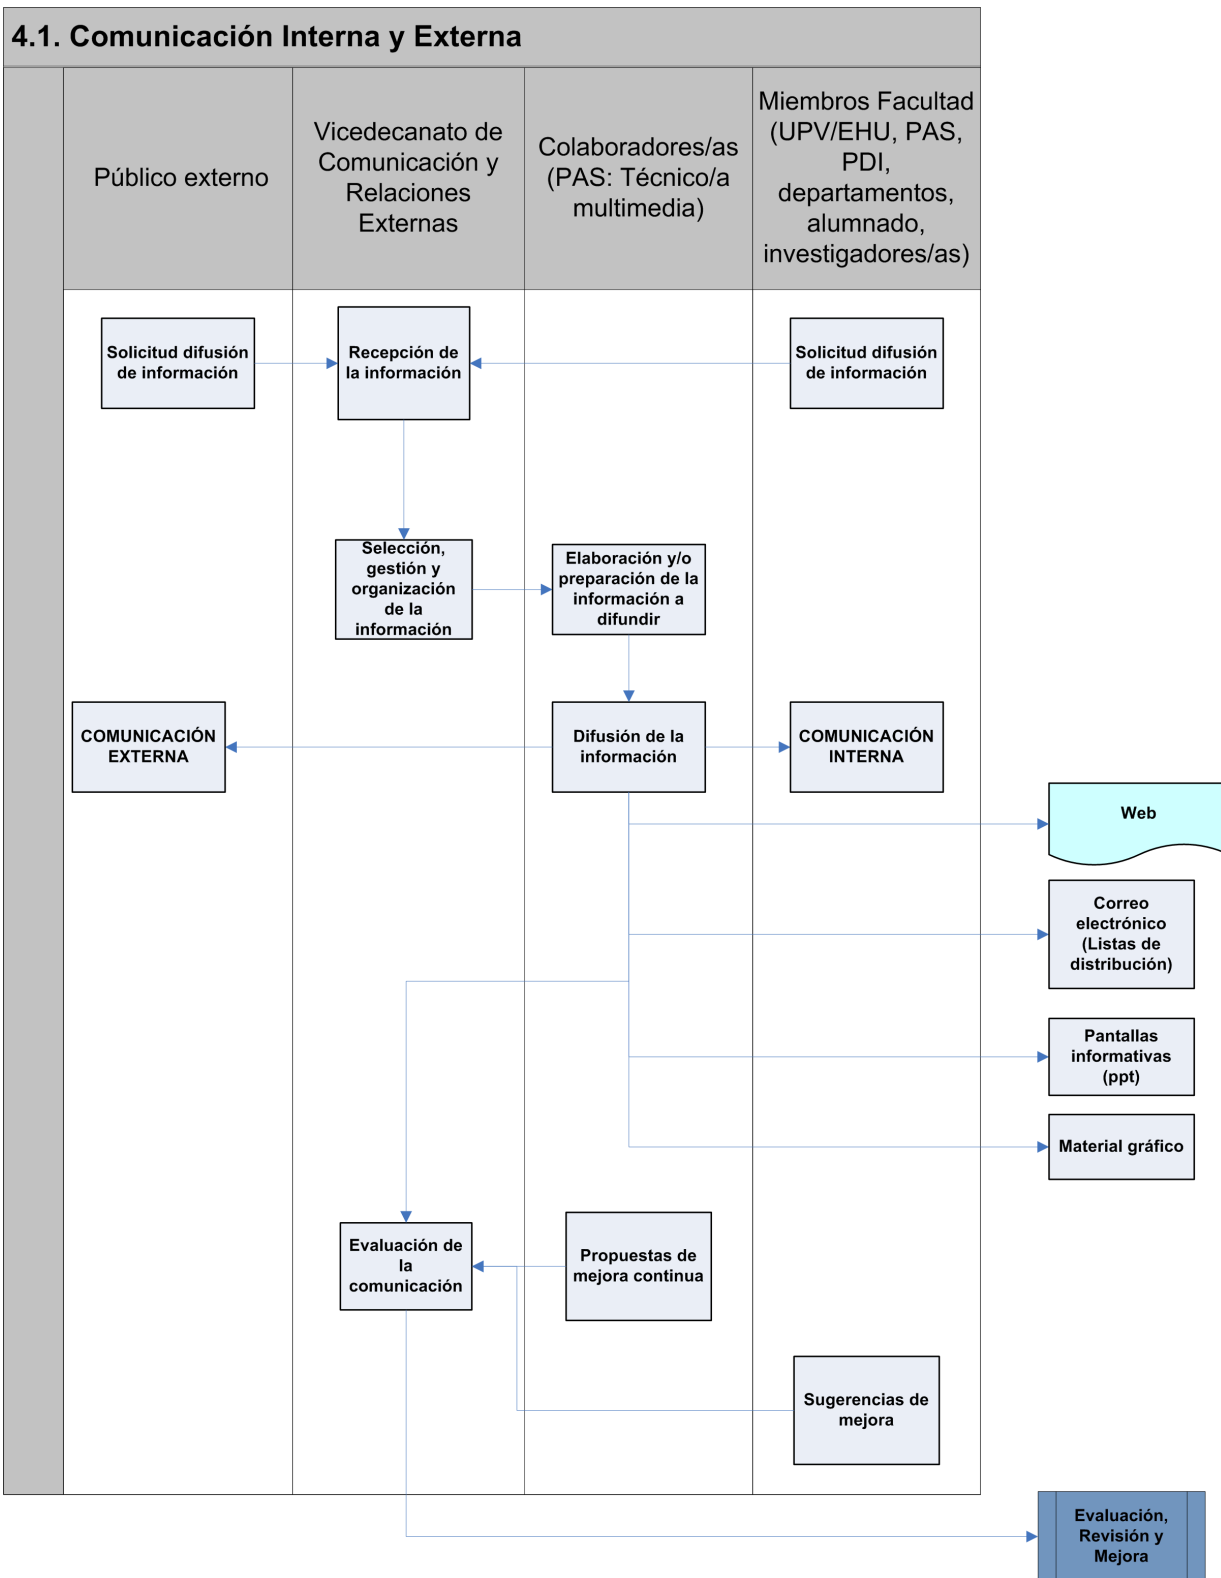 4.1. Comunicación Interna y Externa
Público externo
Vicedecanato de
Comunicación y
Relaciones
Externas
Colaboradores/as
(PAS: Técnico/a
multimedia)
Miembros Facultad
(UPV/EHU, PAS,
PDI,
departamentos,
alumnado,
investigadores/as)
Solicitud difusión
de información
Recepción de
la información
Solicitud difusión
de información
Selección,
gestión y
organización
de la
información
Elaboración y/o
preparación de la
información a
difundir
COMUNICACIÓN
EXTERNA
Difusión de la
información
COMUNICACIÓN
INTERNA
Web
Correo
electrónico
(Listas de
distribución)
Pantallas
informativas
(ppt)
Material gráfico
Evaluación de
la
comunicación
Propuestas de
mejora continua
Sugerencias de
mejora
Evaluación,
Revisión y
Mejora